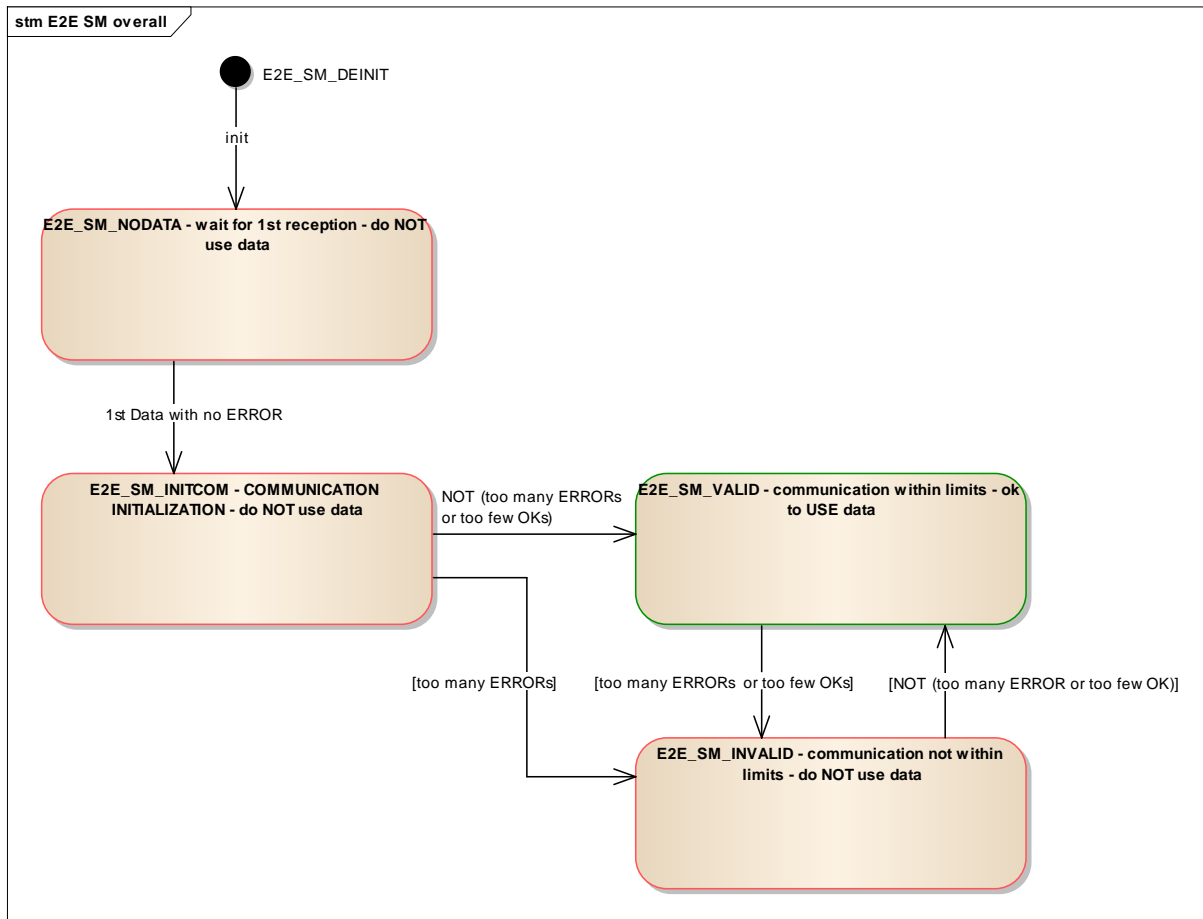 stm E2E SM overall
E2E_SM_DEINIT
init
E2E_SM_NODATA - wait for 1st reception - do NOT
use data
1st Data with no ERROR
E2E_SM_INITCOM - COMMUNICATION
INITIALIZATION - do NOT use data
NOT (too many ERRORs
or too few OKs)
E2E_SM_VALID - communication within limits - ok
to USE data
[too many ERRORs]
[too many ERRORs or too few OKs]
[NOT (too many ERROR or too few OK)]
E2E_SM_INVALID - communication not within
limits - do NOT use data